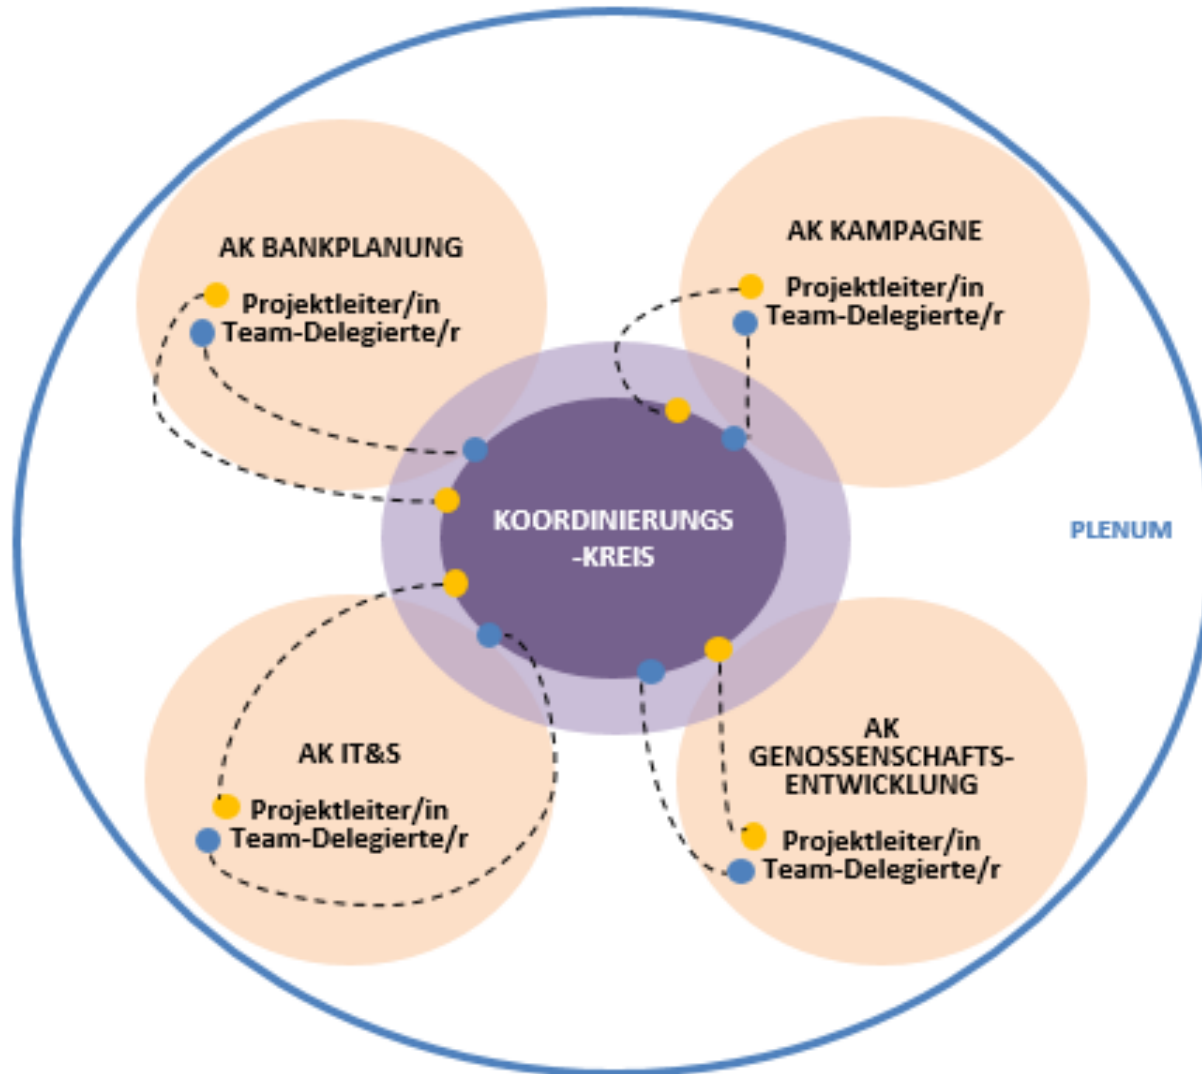 AK BANKPLANUNG
Projektleiter/in
Team-Delegierte/r
AK KAMPAGNE
Projektleiter/in
Team-Delegierte/r
KOORDINIERUNGS
-KREIS
PLENUM
AK IT&S
Projektleiter/in
Team-Delegierte/r
AK
GENOSSENSCHAFTS-
ENTWICKLUNG
Projektleiter/in
Team-Delegierte/r